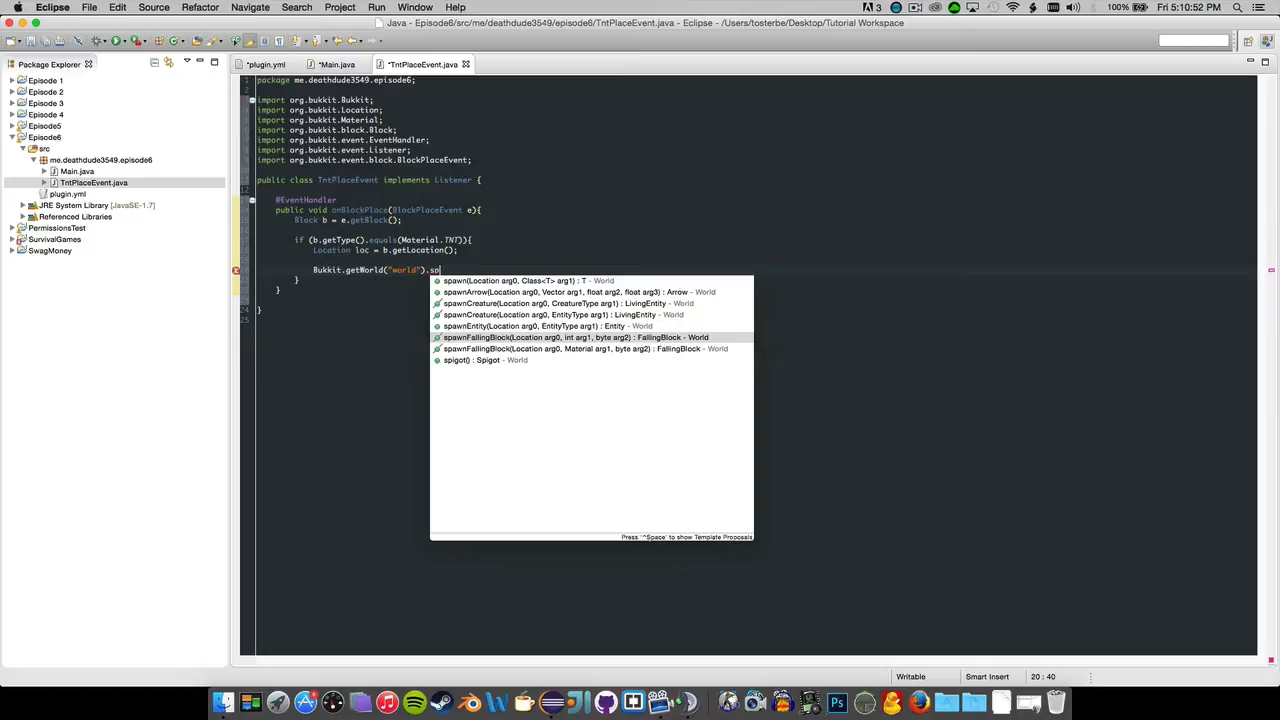 Eclipse File Edit Source Refactor Navigate Search Project Run Window Help
3 100% Fri 5:10:52 PM
Java - Episode6/src/me/deathdude3549/episode6/TntPlaceEvent.java - Eclipse - /Users/tosterbe/Desktop/Tutorial Workspace
Package Explorer
*plugin.yml *Main.java *TntPlaceEvent.java
Episode 1
Episode 2
Episode 3
Episode 4
Episode5
Episode6
src
me.deathdude3549.episode6
Main.java
TntPlaceEvent.java
plugin.yml
JRE System Library [JavaSE-1.7]
Referenced Libraries
PermissionsTest
SurvivalGames
SwagMoney
1 package me.deathdude3549.episode6;
import org.bukkit.Bukkit;
import org.bukkit.Location;
import org.bukkit.Material;
import org.bukkit.block.Block;
import org.bukkit.event.EventHandler;
import org.bukkit.event.Listener;
import org.bukkit.event.block.BlockPlaceEvent;
public class TntPlaceEvent implements Listener {
@EventHandler
public void onBlockPlace(BlockPlaceEvent e){
Block b = e.getBlock();
if (b.getType().equals(Material.TNT)){
Location loc = b.getLocation();
Bukkit.getWorld("world").sp
}
}
24 }
25
spawn(Location arg0, Class<T> arg1) : T - World
spawnArrow(Location arg0, Vector arg1, float arg2, float arg3) : Arrow - World
spawnCreature(Location arg0, CreatureType arg1) : LivingEntity - World
spawnCreature(Location arg0, EntityType arg1) : LivingEntity - World
spawnEntity(Location arg0, EntityType arg1) : Entity - World
spawnFallingBlock(Location arg0, int arg1, byte arg2) : FallingBlock - World
spawnFallingBlock(Location arg0, Material arg1, byte arg2) : FallingBlock - World
spigot() : Spigot - World
Press '^Space' to show Template Proposals
Writable Smart Insert 20 : 40